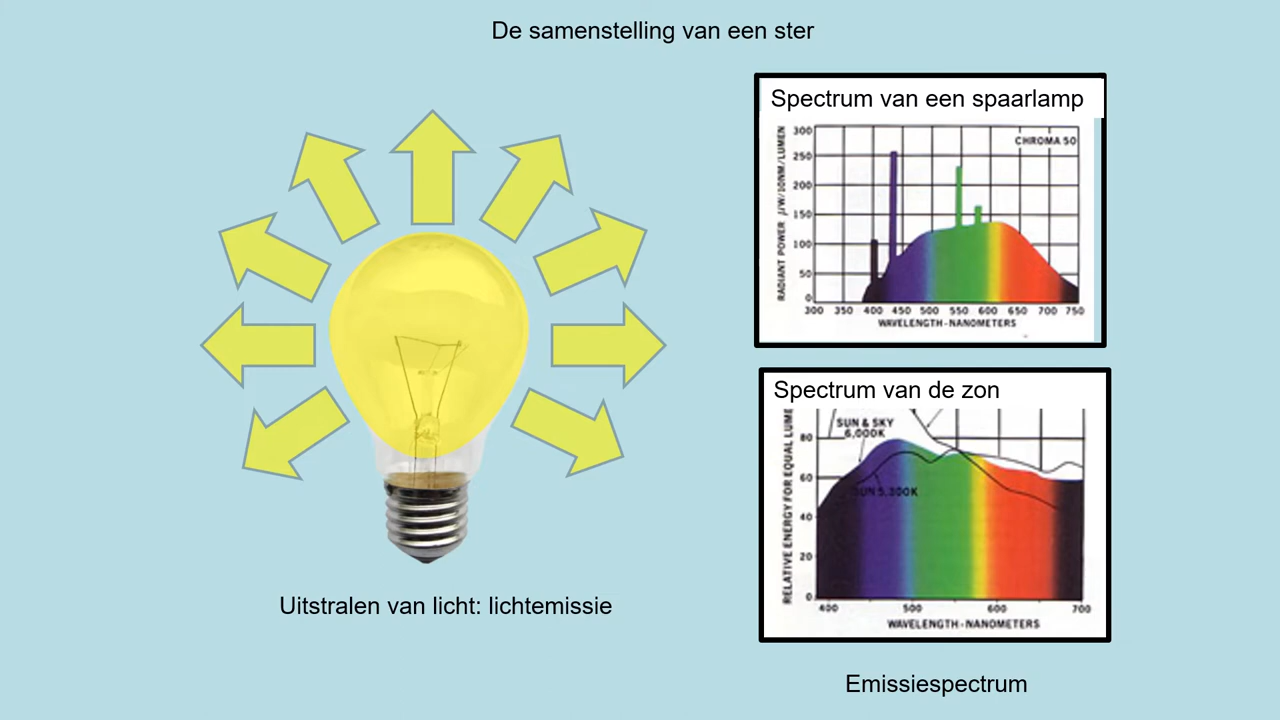 De samenstelling van een ster
Spectrum van een spaarlamp
RADIANT POWER µW/10NM/LUMEN
CHROMA 50
300
250
200
150
100
50
0
300 350 400 450 500 550 600 650 700 750
WAVELENGTH-NANOMETERS
Spectrum van de zon
RELATIVE ENERGY FOR EQUAL LUME
SUN & SKY
6,000K
SUN 5,300K
80
60
40
20
0
400 500 600 700
WAVELENGTH-NANOMETERS
Uitstralen van licht: lichtemissie
Emissiespectrum